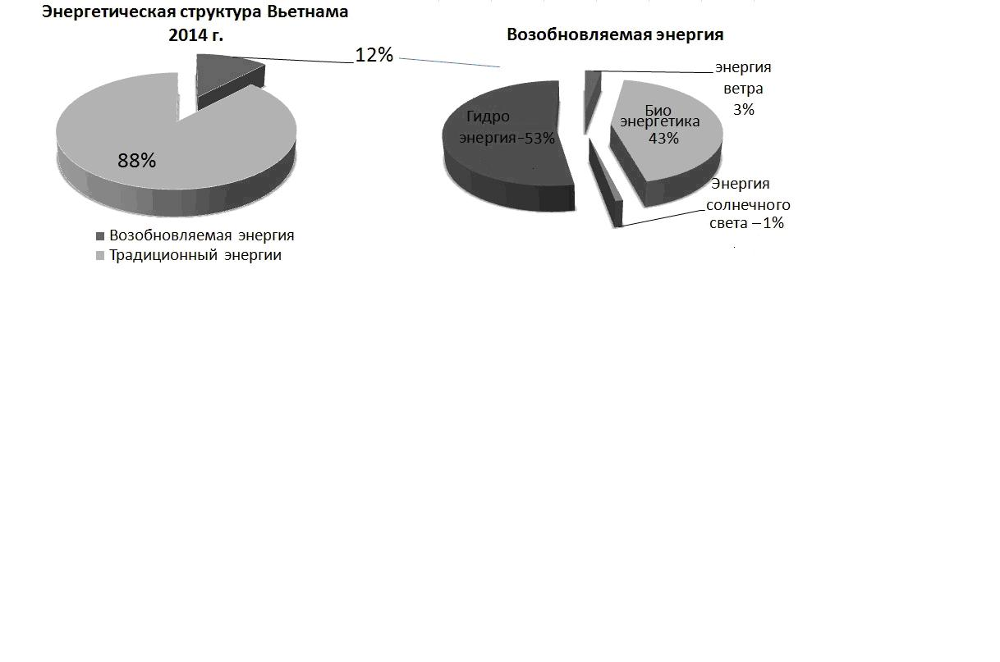 Энергетическая структура Вьетнама
2014 г.
12%
88%
Возобновляемая энергия
Традиционный энергии
Возобновляемая энергия
энергия
ветра
3%
Гидро
энергия-53%
Био
энергетика
43%
Энергия
солнечного
света –1%